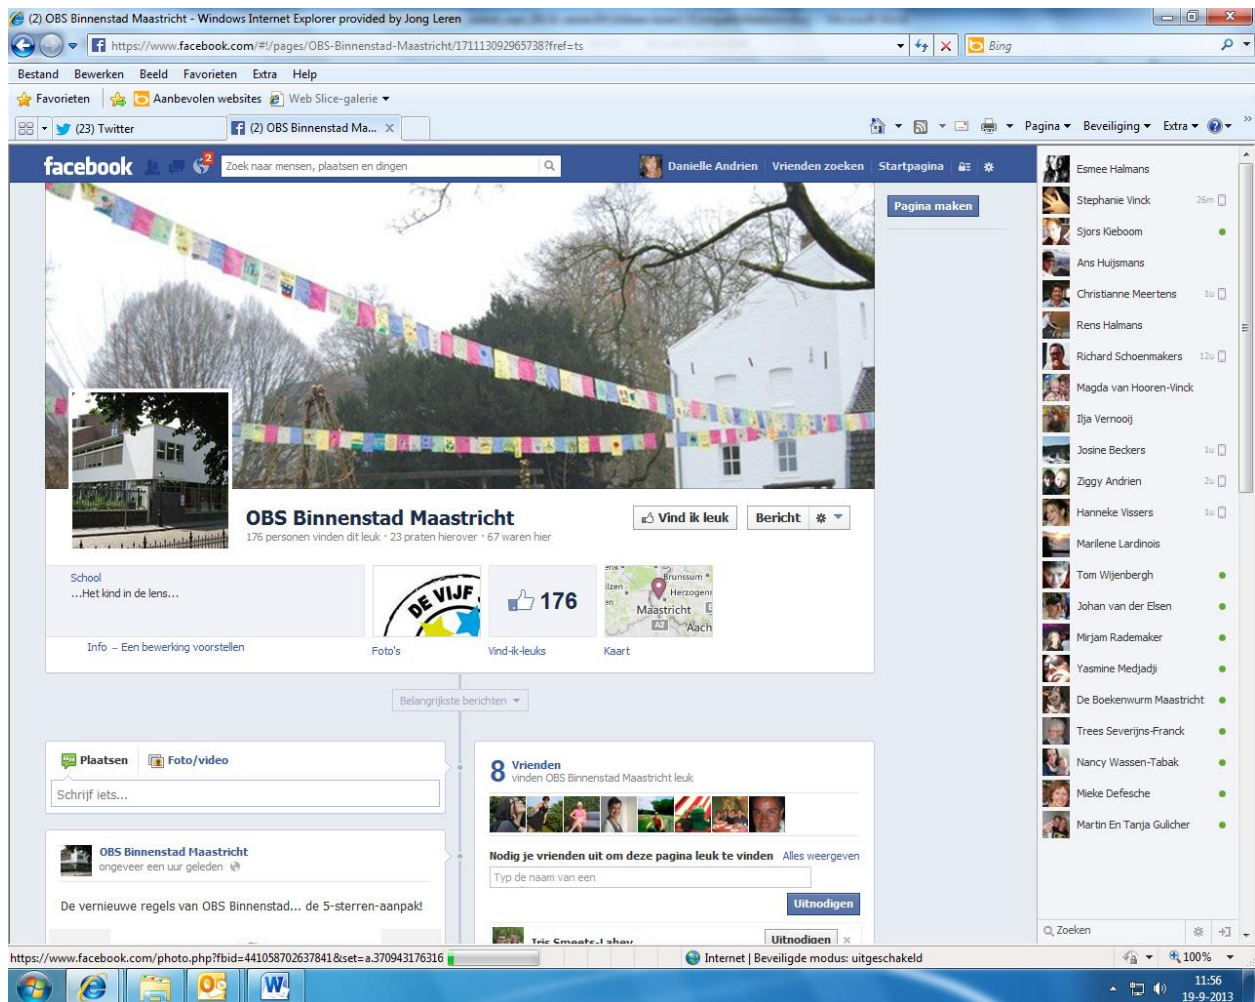 (2) OBS Binnenstad Maastricht - Windows Internet Explorer provided by Jong Leren
https://www.facebook.com/#!/pages/OBS-Binnenstad-Maastricht/171113092965738?fref=ts
Bing
Bestand Bewerken Beeld Favorieten Extra Help
Favorieten Aanbevolen websites Web Slice-galerie
(23) Twitter (2) OBS Binnenstad Ma... X
Pagina Beveiliging Extra
facebook 2 Zoek naar mensen, plaatsen en dingen Danielle Andrien Vrienden zoeken Startpagina
Pagina maken
OBS Binnenstad Maastricht
176 personen vinden dit leuk · 23 praten hierover · 67 waren hier
Vind ik leuk Bericht
School
...Het kind in de lens...
Info – Een bewerking voorstellen
DE VIJF
Foto's
176
Vind-ik-leuks
Brunssum
Herzogenr
Maastricht
A2
Aach
Kaart
Belangrijkste berichten
Plaatsen Foto/video
Schrijf iets...
OBS Binnenstad Maastricht
ongeveer een uur geleden
De vernieuwe regels van OBS Binnenstad... de 5-sterren-aanpak!
8 Vrienden
vinden OBS Binnenstad Maastricht leuk
Nodig je vrienden uit om deze pagina leuk te vinden Alles weergeven
Typ de naam van een
Uitnodigen
Iris Smeets-Lahey Uitnodigen x
Esmee Halmans
Stephanie Vinck 26m
Sjors Kieboom
Ans Huijsmans
Christianne Meertens 1u
Rens Halmans
Richard Schoenmakers 12u
Magda van Hooren-Vinck
Ilja Vernooij
Josine Beckers 1u
Ziggy Andrien 2u
Hanneke Vissers 1u
Marilene Lardinois
Tom Wijenbergh
Johan van der Elsen
Mirjam Rademaker
Yasmine Medjadji
De Boekenwurm Maastricht
Trees Severijns-Franck
Nancy Wassen-Tabak
Mieke Defesche
Martin En Tanja Gulicher
Zoeken
https://www.facebook.com/photo.php?fbid=441058702637841&set=a.370943176316 Internet | Beveiligde modus: uitgeschakeld 100%
11:56
19-9-2013